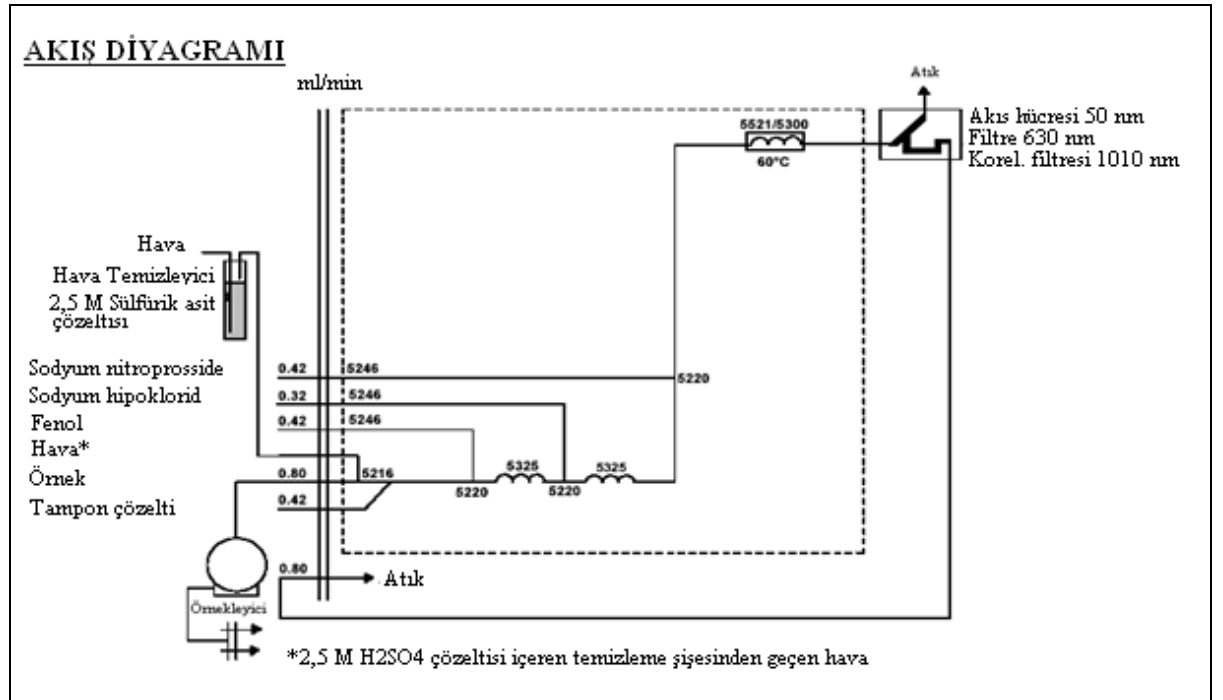 AKIŞ DİYAGRAMI
ml/min
Atık
5521/5300
60°C
Akıs hücresi 50 nm
Filtre 630 nm
Korel. filtresi 1010 nm
Hava
Hava Temizleyici
2,5 M Sülfürik asit
çözeltısı
Sodyum nitroprosside
0.42
5246
5220
Sodyum hipoklorid
0.32
5246
Fenol
0.42
5246
Hava*
Örnek
0.80
5216
5220
5325
5220
5325
Tampon çözelti
0.42
0.80
Atık
Örnekleyici
*2,5 M H2SO4 çözeltisi içeren temizleme şişesinden geçen hava